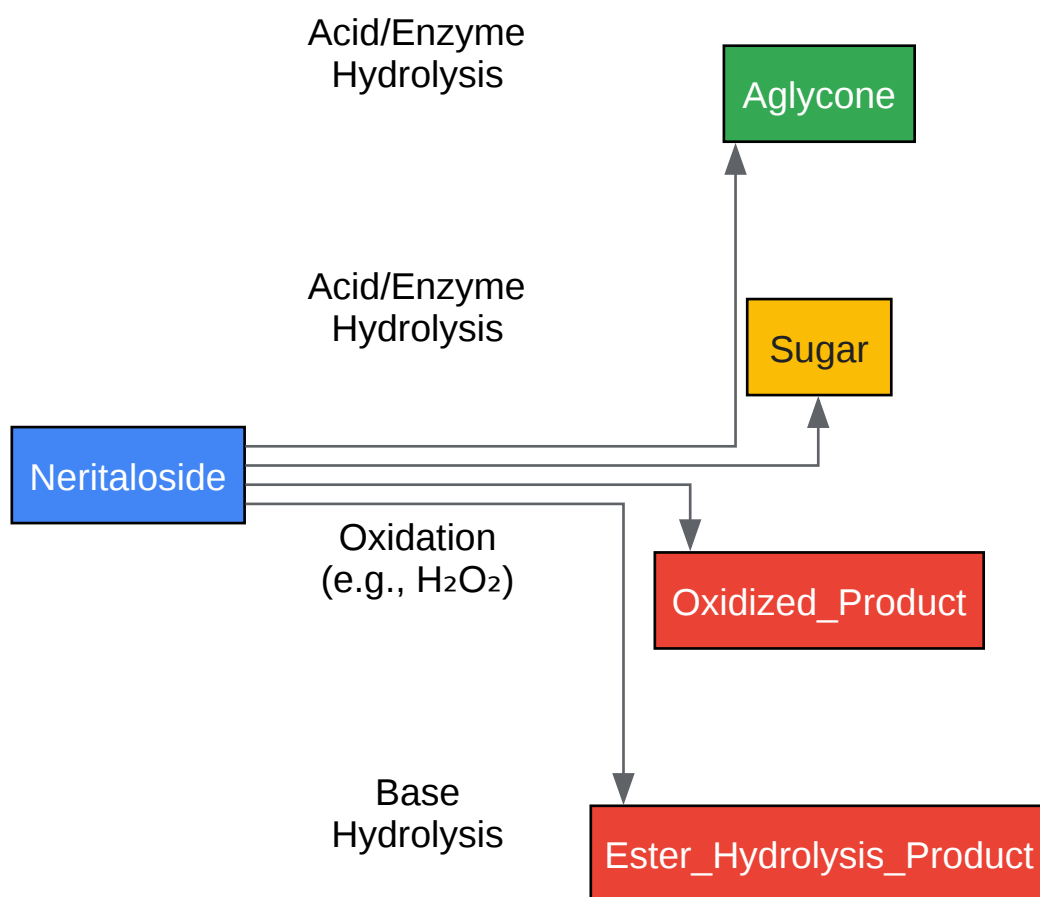 Acid/Enzyme
Hydrolysis
Aglycone
Acid/Enzyme
Hydrolysis
Sugar
Neritaloside
Oxidation
(e.g., H₂O₂)
Oxidized_Product
Base
Hydrolysis
Ester_Hydrolysis_Product